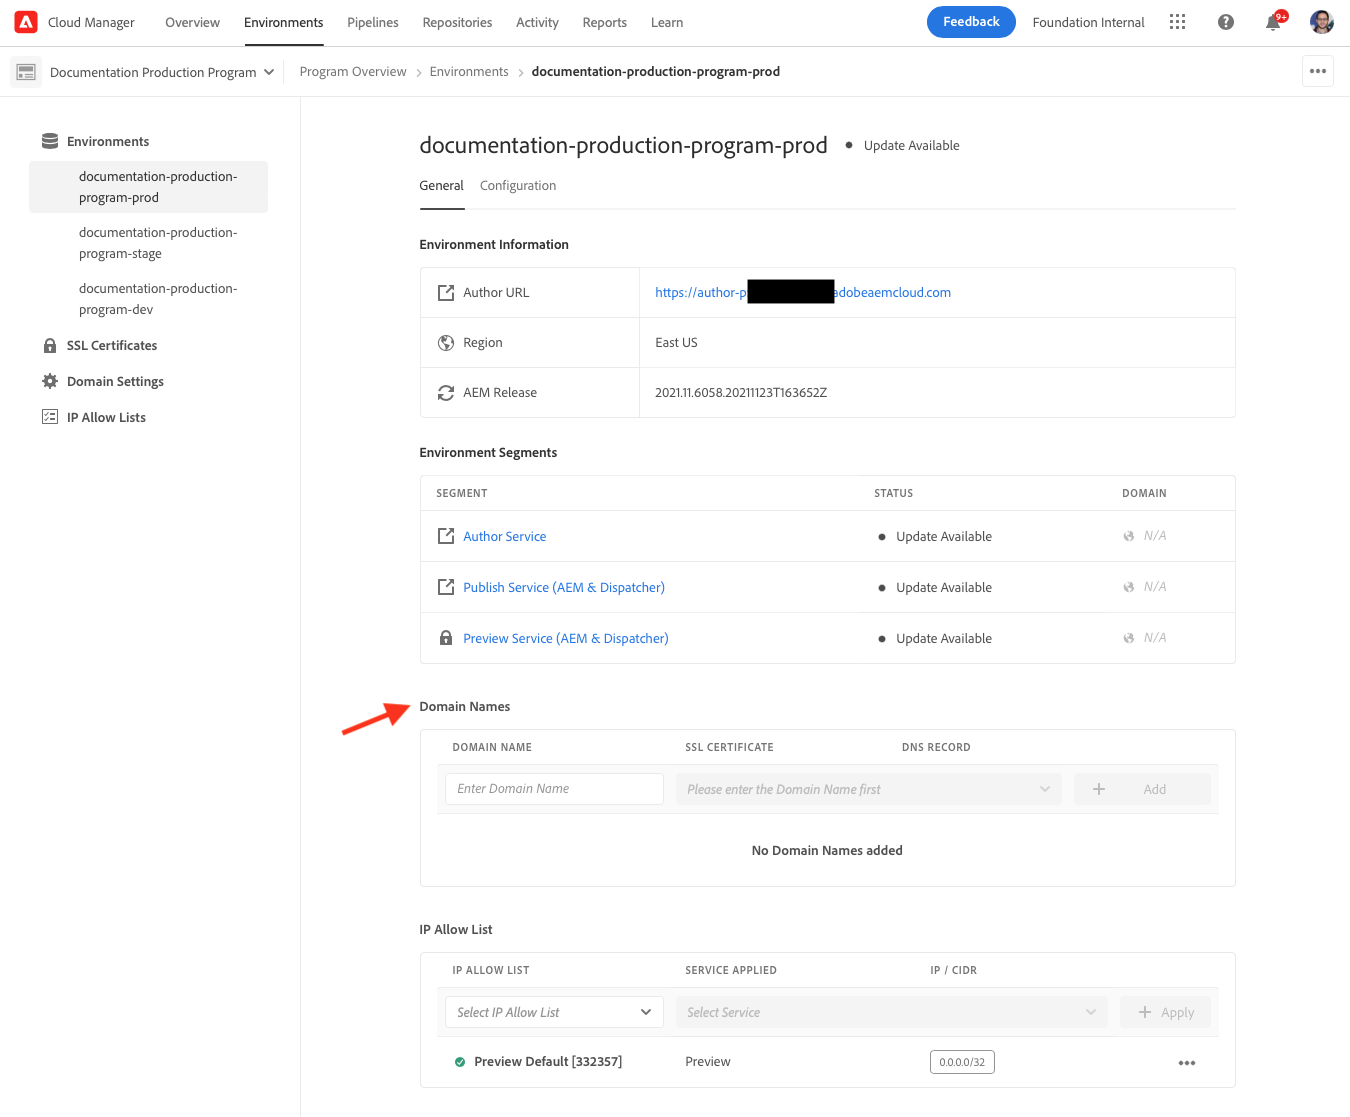 Cloud Manager Overview Environments Pipelines Repositories Activity Reports Learn Feedback Foundation Internal 9+
Documentation Production Program Program Overview > Environments > documentation-production-program-prod
Environments
documentation-production-
program-prod
documentation-production-
program-stage
documentation-production-
program-dev
SSL Certificates
Domain Settings
IP Allow Lists
documentation-production-program-prod • Update Available
General Configuration
Environment Information
Author URL https://author-p adobeaemcloud.com
Region East US
AEM Release 2021.11.6058.20211123T163652Z
Environment Segments
SEGMENT STATUS DOMAIN
Author Service Update Available N/A
Publish Service (AEM & Dispatcher) Update Available N/A
Preview Service (AEM & Dispatcher) Update Available N/A
Domain Names
DOMAIN NAME SSL CERTIFICATE DNS RECORD
Enter Domain Name Please enter the Domain Name first + Add
No Domain Names added
IP Allow List
IP ALLOW LIST SERVICE APPLIED IP / CIDR
Select IP Allow List Select Service + Apply
Preview Default [332357] Preview 0.0.0.0/32